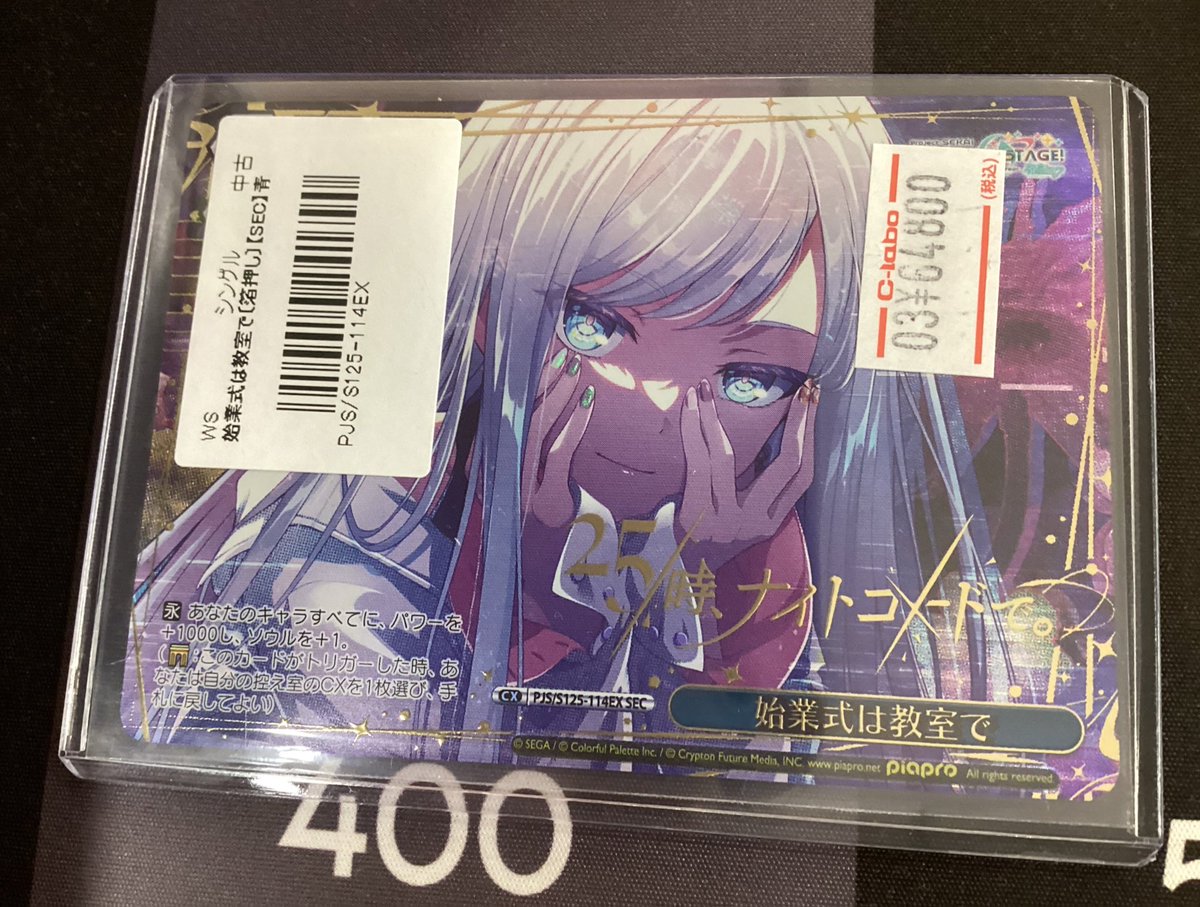 WS シングル 中古
始業式は教室で〔箔押し〕【SEC】青
PJS/S125-114EX
Project SEKAI
STAGE!
C-labo
03¥64800
(税込)
25時、ナイトコードで。
永 あなたのキャラすべてに、パワーを
+1000し、ソウルを+1。
(:このカードがトリガーした時、あ
なたは自分の控え室のCXを1枚選び、手
札に戻してよい)
CX PJS/S125-114EX SEC
始業式は教室で
© SEGA / © Colorful Palette Inc. / © Crypton Future Media, INC. www.piapro.net piapro All rights reserved
400